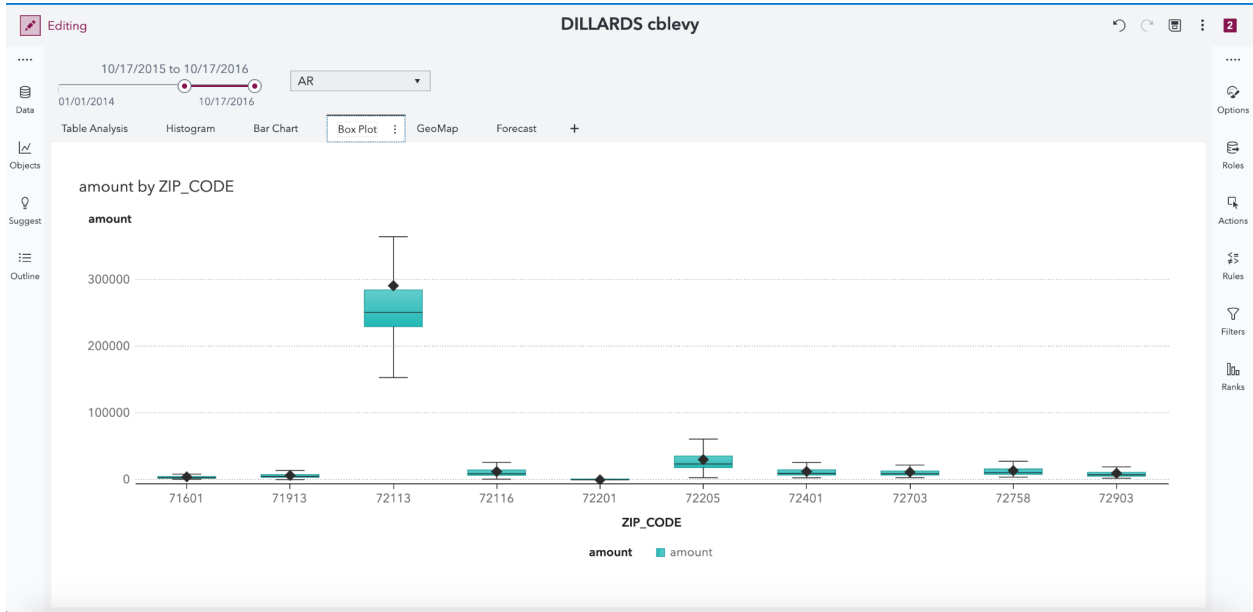 Editing
DILLARDS cblevy
2
10/17/2015 to 10/17/2016
01/01/2014
10/17/2016
AR
Data
Objects
Suggest
Outline
Table Analysis
Histogram
Bar Chart
Box Plot
GeoMap
Forecast
+
amount by ZIP_CODE
amount
300000
200000
100000
0
71601 71913 72113 72116 72201 72205 72401 72703 72758 72903
ZIP_CODE
amount amount
Options
Roles
Actions
Rules
Filters
Ranks